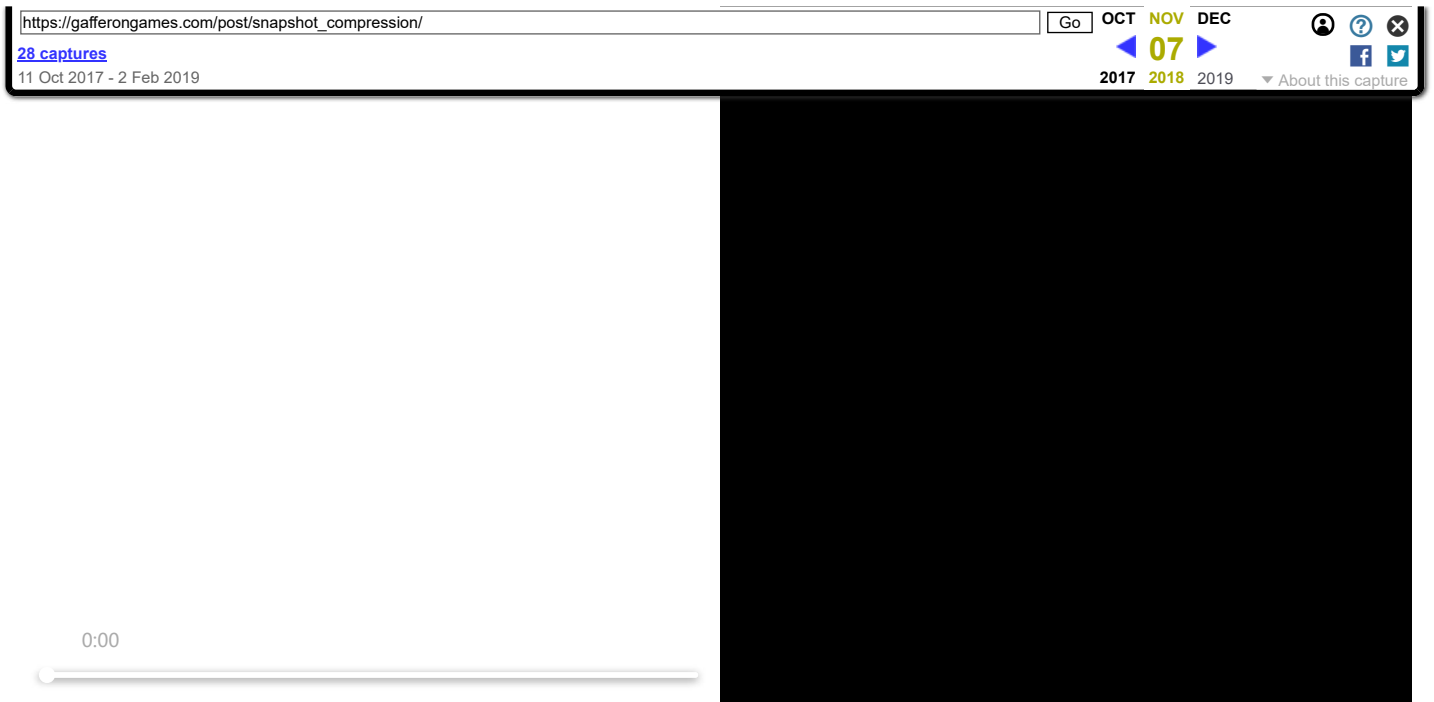 https://gafferongames.com/post/snapshot_compression/ Go OCT NOV DEC
28 captures 07
11 Oct 2017 - 2 Feb 2019 2017 2018 2019 About this capture
0:00